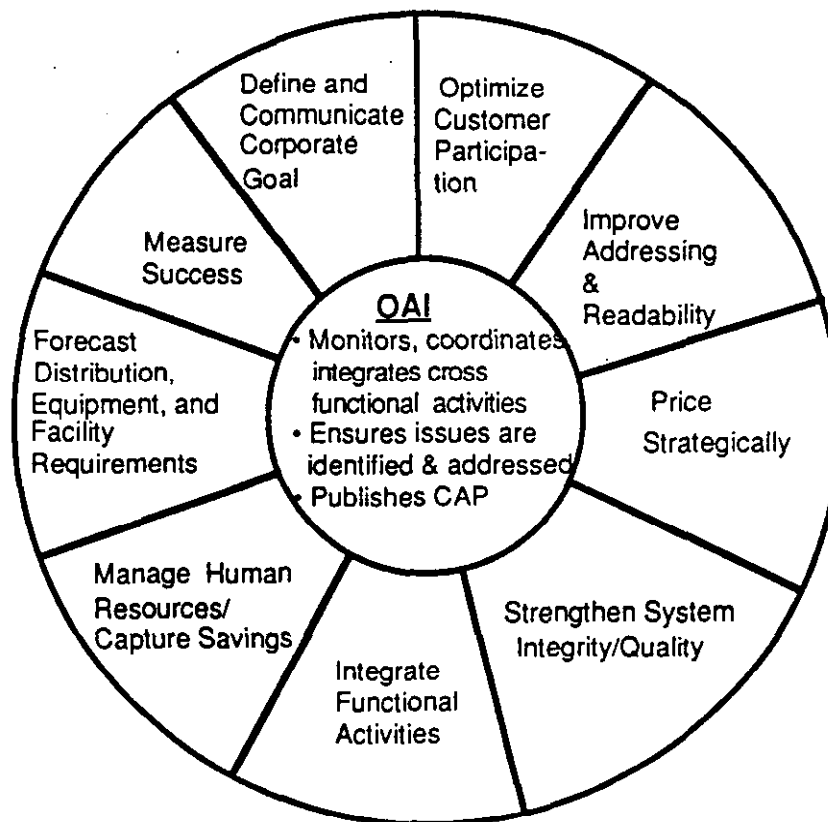 Define and
Communicate
Corporate
Goal
Optimize
Customer
Participa-
tion
Improve
Addressing
&
Readability
Price
Strategically
Strengthen System
Integrity/Quality
Integrate
Functional
Activities
Manage Human
Resources/
Capture Savings
Forecast
Distribution,
Equipment, and
Facility
Requirements
Measure
Success
OAI
• Monitors, coordinates,
integrates cross
functional activities
• Ensures issues are
identified & addressed
• Publishes CAP